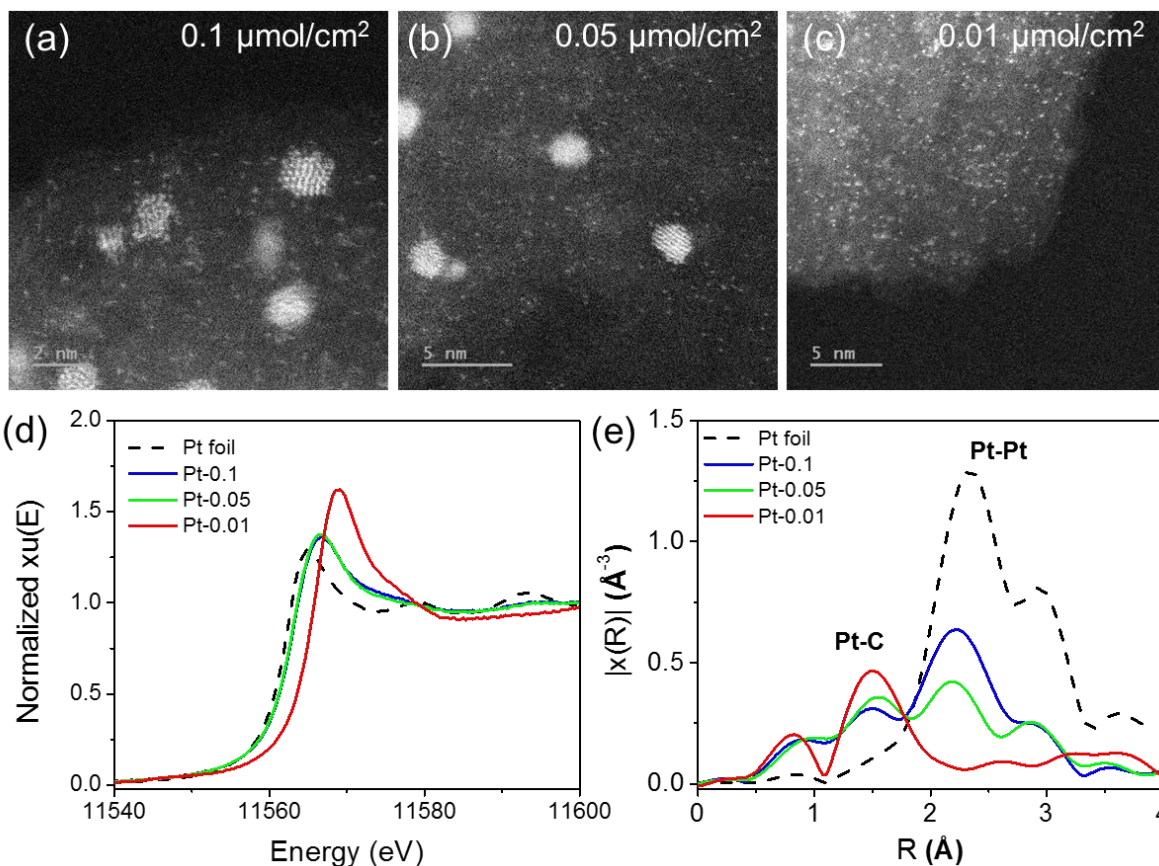 (a) 0.1 µmol/cm²
2 nm
(b) 0.05 µmol/cm²
5 nm
(c) 0.01 µmol/cm²
5 nm
(d)
Normalized xu(E)
2.0
1.5
1.0
0.5
0.0
Pt foil
Pt-0.1
Pt-0.05
Pt-0.01
11540 11560 11580 11600
Energy (eV)
(e)
|x(R)| (Å⁻³)
1.5
1.0
0.5
0.0
Pt foil
Pt-0.1
Pt-0.05
Pt-0.01
Pt-Pt
Pt-C
0 1 2 3 4
R (Å)